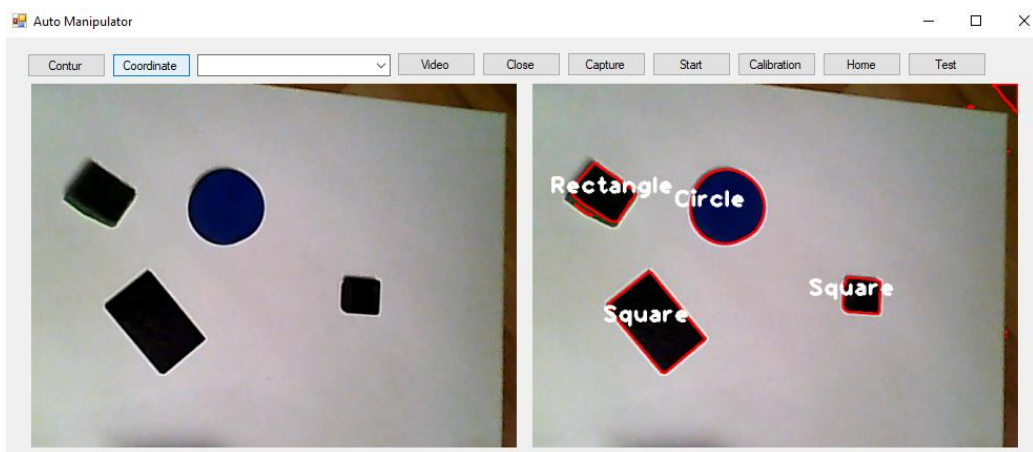 Auto Manipulator
Contur Coordinate Video Close Capture Start Calibration Home Test
Rectangle
Circle
Square
Square